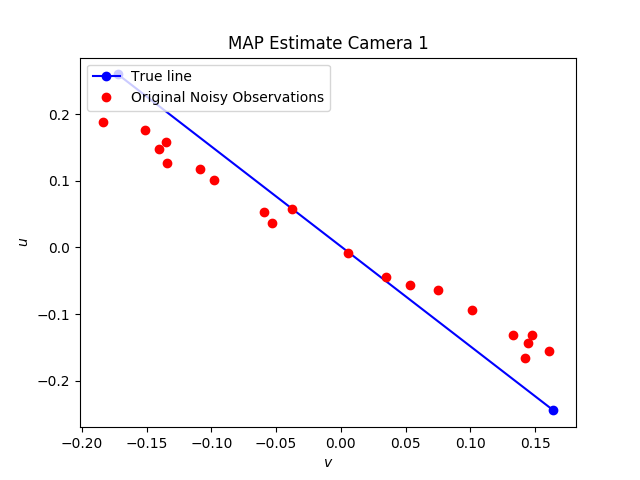 MAP Estimate Camera 1
True line
Original Noisy Observations
u
0.2
0.1
0.0
−0.1
−0.2
−0.20 −0.15 −0.10 −0.05 0.00 0.05 0.10 0.15
v